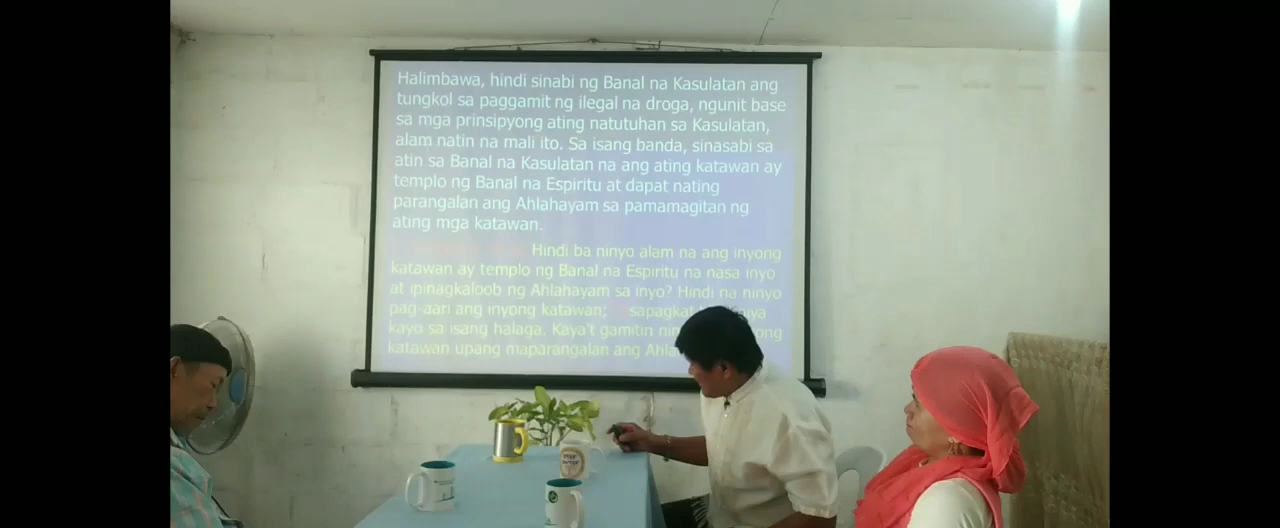 Halimbawa, hindi sinabi ng Banal na Kasulatan ang
tungkol sa paggamit ng ilegal na droga, ngunit base
sa mga prinsipyong ating natutuhan sa Kasulatan,
alam natin na mali ito. Sa isang banda, sinasabi sa
atin sa Banal na Kasulatan na ang ating katawan ay
templo ng Banal na Espiritu at dapat nating
parangalan ang Ahlahayam sa pamamagitan ng
ating mga katawan.
Hindi ba ninyo alam na ang inyong
katawan ay templo ng Banal na Espiritu na nasa inyo
at ipinagkaloob ng Ahlahayam sa inyo? Hindi na ninyo
pag-aari ang inyong katawan; sapagkat
kayo sa isang halaga. Kaya't gamitin
katawan upang maparangalan ang